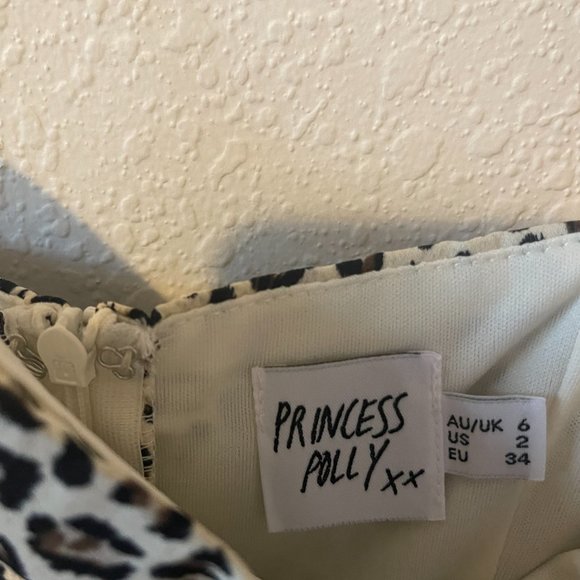 PRINCESS
POLLY xx
AU/UK 6
US 2
EU 34